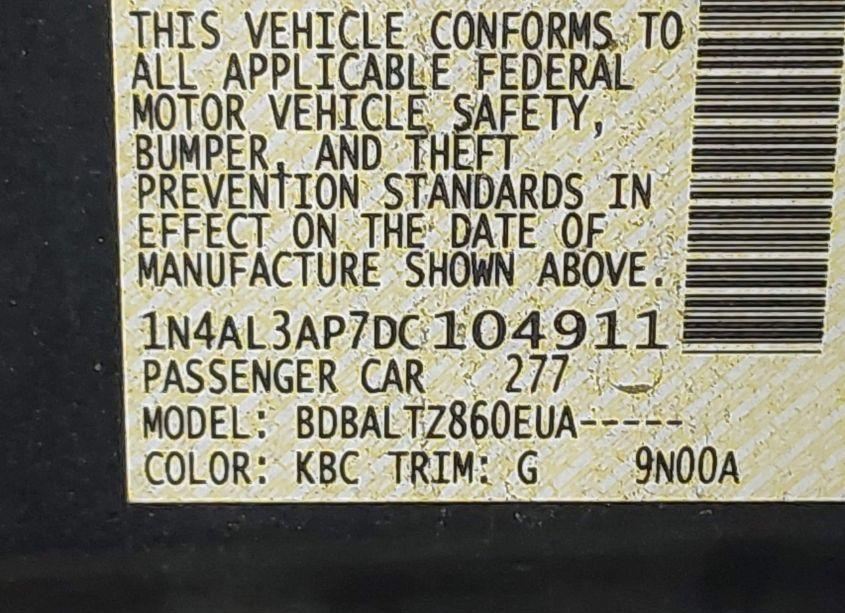 THIS VEHICLE CONFORMS TO
ALL APPLICABLE FEDERAL
MOTOR VEHICLE SAFETY,
BUMPER, AND THEFT
PREVENTION STANDARDS IN
EFFECT ON THE DATE OF
MANUFACTURE SHOWN ABOVE.
1N4AL3AP7DC104911
PASSENGER CAR 277
MODEL: BDBALTZ860EUA-----
COLOR: KBC TRIM: G 9N00A